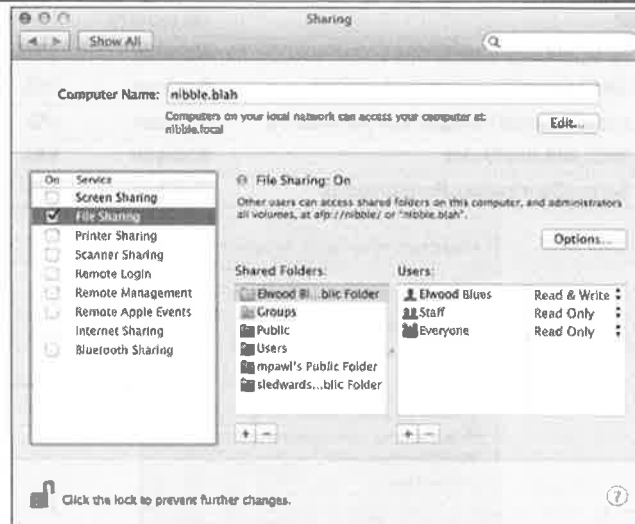 Sharing
Show All
Computer Name: nibble.blah
Computers on your local network can access your computer at:
nibble.local
Edit...
On Service
Screen Sharing
File Sharing
Printer Sharing
Scanner Sharing
Remote Login
Remote Management
Remote Apple Events
Internet Sharing
Bluetooth Sharing
File Sharing: On
Other users can access shared folders on this computer, and administrators
all volumes, at afp://nibble/ or "nibble.blah".
Options...
Shared Folders:
Elwood Bl...blic Folder
Groups
Public
Users
mpawl's Public Folder
sledwards...blic Folder
Users:
Elwood Blues Read & Write
Staff Read Only
Everyone Read Only
+ -
+ -
Click the lock to prevent further changes.
?